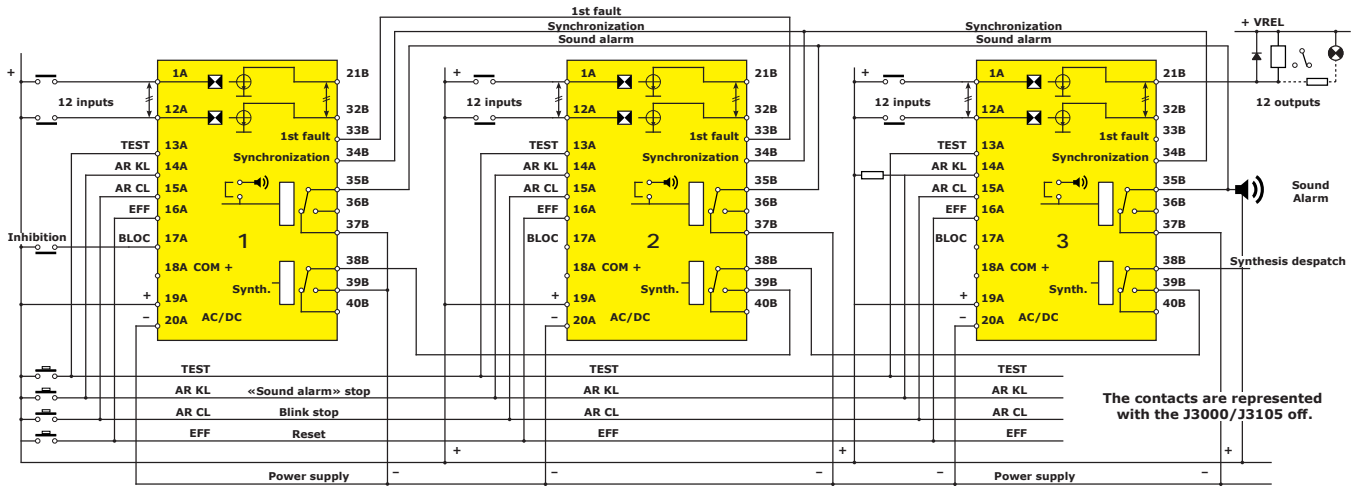 1st fault
Synchronization
Sound alarm
Synchronization
Sound alarm
+ VREL
+
12 inputs
1A
12A
13A
14A
15A
16A
17A
18A COM +
19A
20A AC/DC
21B
32B
33B
1st fault
34B
Synchronization
35B
36B
37B
38B
39B
40B
Synth.
1
TEST
AR KL
AR CL
EFF
Inhibition
BLOC
+
–
+
12 inputs
1A
12A
13A
14A
15A
16A
17A
18A COM +
19A
20A AC/DC
21B
32B
33B
1st fault
34B
Synchronization
35B
36B
37B
38B
39B
40B
Synth.
2
TEST
AR KL
AR CL
EFF
BLOC
+
–
+
12 inputs
1A
12A
13A
14A
15A
16A
17A
18A COM +
19A
20A AC/DC
21B
32B
33B
1st fault
34B
Synchronization
35B
36B
37B
38B
39B
40B
Synth.
3
TEST
AR KL
AR CL
EFF
BLOC
+
–
12 outputs
Sound
Alarm
Synthesis despatch
TEST TEST TEST
AR KL «Sound alarm» stop AR KL AR KL
AR CL Blink stop AR CL AR CL
EFF Reset EFF EFF
The contacts are represented
with the J3000/J3105 off.
+ + +
Power supply – – – – Power supply –